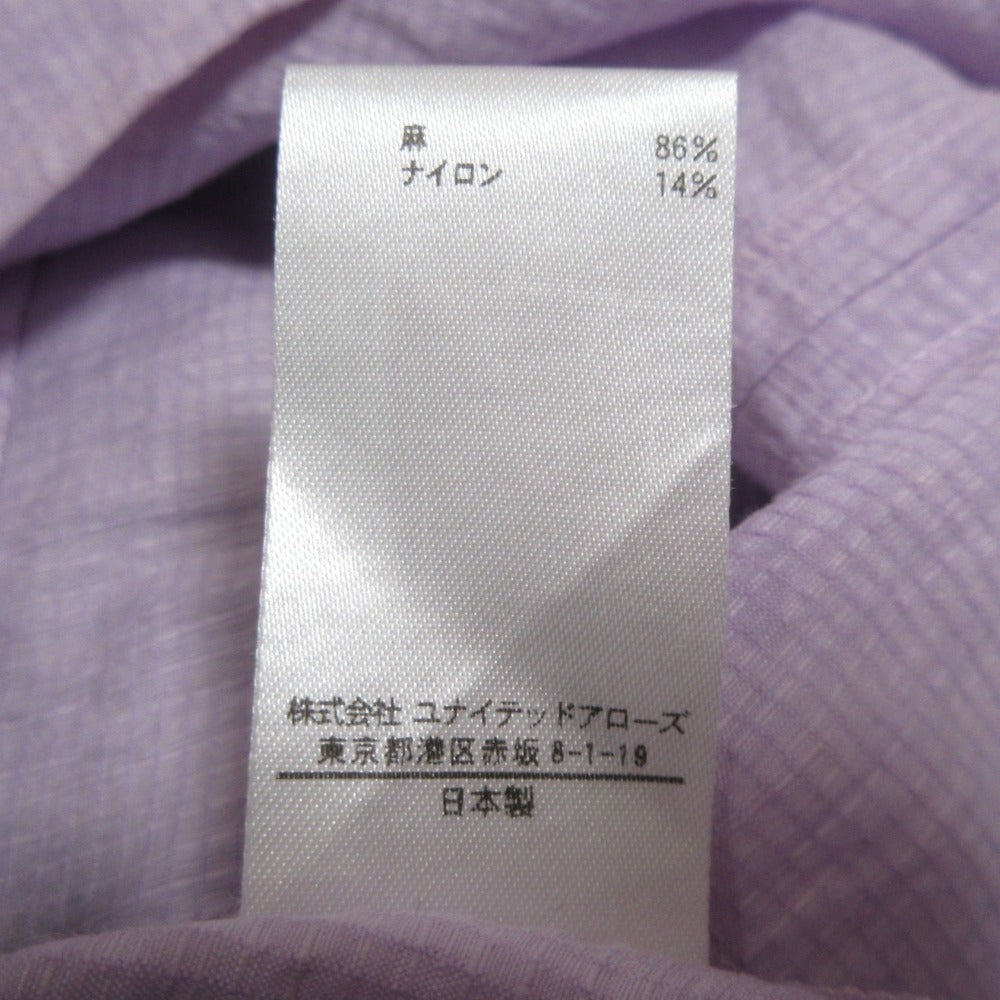 麻 86%
ナイロン 14%
株式会社 ユナイテッドアローズ
東京都港区赤坂 8-1-19
日本製